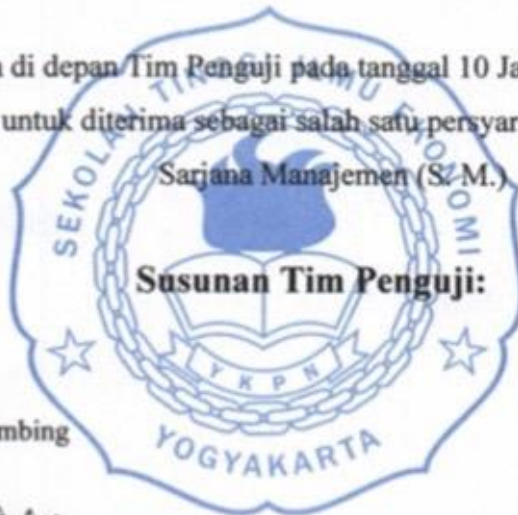 di depan Tim Penguji pada tanggal 10 Ja
untuk diterima sebagai salah satu persyar
Sarjana Manajemen (S. M.)
Susunan Tim Penguji:
mbing
SEKOLAH TINGGI ILMU EKONOMI
YKPN
YOGYAKARTA